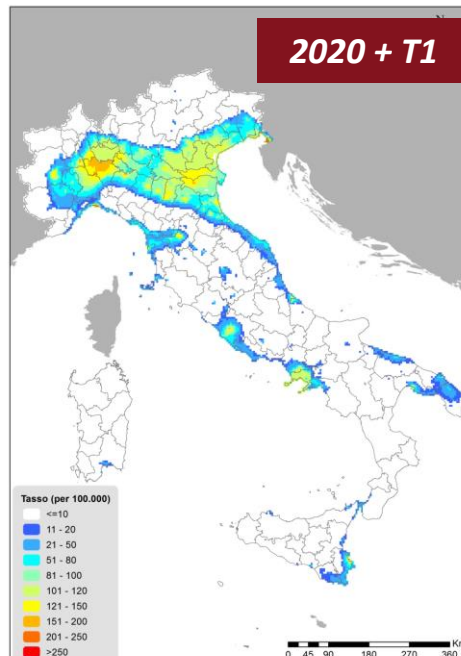 2020 + T1
N
Tasso (per 100.000)
<=10
11 - 20
21 - 50
51 - 80
81 - 100
101 - 120
121 - 150
151 - 200
201 - 250
>250
Km
0 45 90 180 270 360